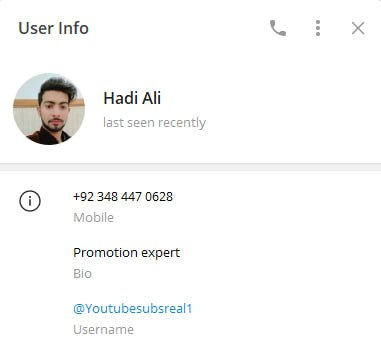 User Info
Hadi Ali
last seen recently
+92 348 447 0628
Mobile
Promotion expert
Bio
@Youtubesubsreal1
Username